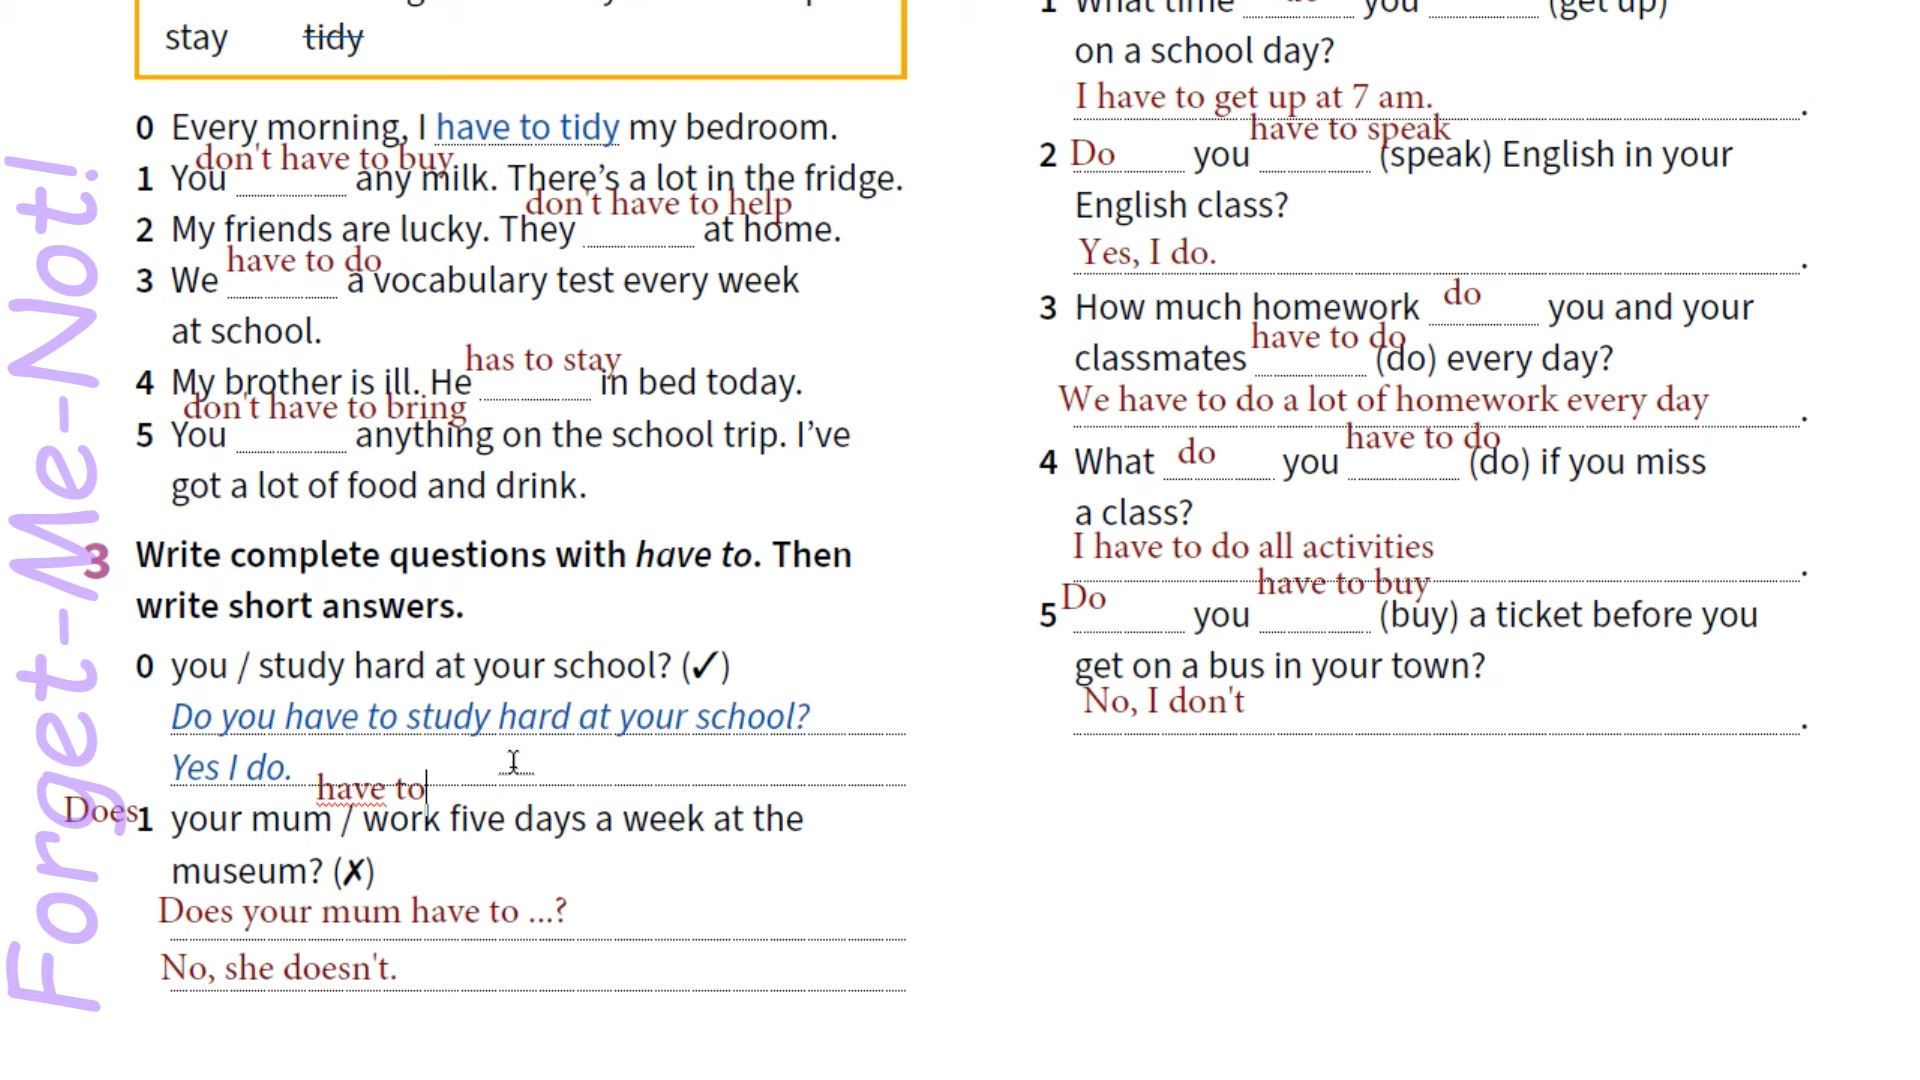 stay tidy
0 Every morning, I have to tidy my bedroom.
don't have to buy
1 You ............ any milk. There's a lot in the fridge.
don't have to help
2 My friends are lucky. They ............ at home.
have to do
3 We ............ a vocabulary test every week
at school.
has to stay
4 My brother is ill. He ............ in bed today.
don't have to bring
5 You ............ anything on the school trip. I've
got a lot of food and drink.
3 Write complete questions with have to. Then
write short answers.
0 you / study hard at your school? (✓)
Do you have to study hard at your school?
Yes I do.
have to
Does
1 your mum / work five days a week at the
museum? (✗)
Does your mum have to ...?
No, she doesn't.
1 What time ............ you ............ (get up)
on a school day?
I have to get up at 7 am. .
have to speak
2 Do you ............ (speak) English in your
English class?
Yes, I do. .
do
3 How much homework ............ you and your
have to do
classmates ............ (do) every day?
We have to do a lot of homework every day .
do have to do
4 What ............ you ............ (do) if you miss
a class?
I have to do all activities .
Do have to buy
5 ............ you ............ (buy) a ticket before you
get on a bus in your town?
No, I don't .
Forget-Me-Not!